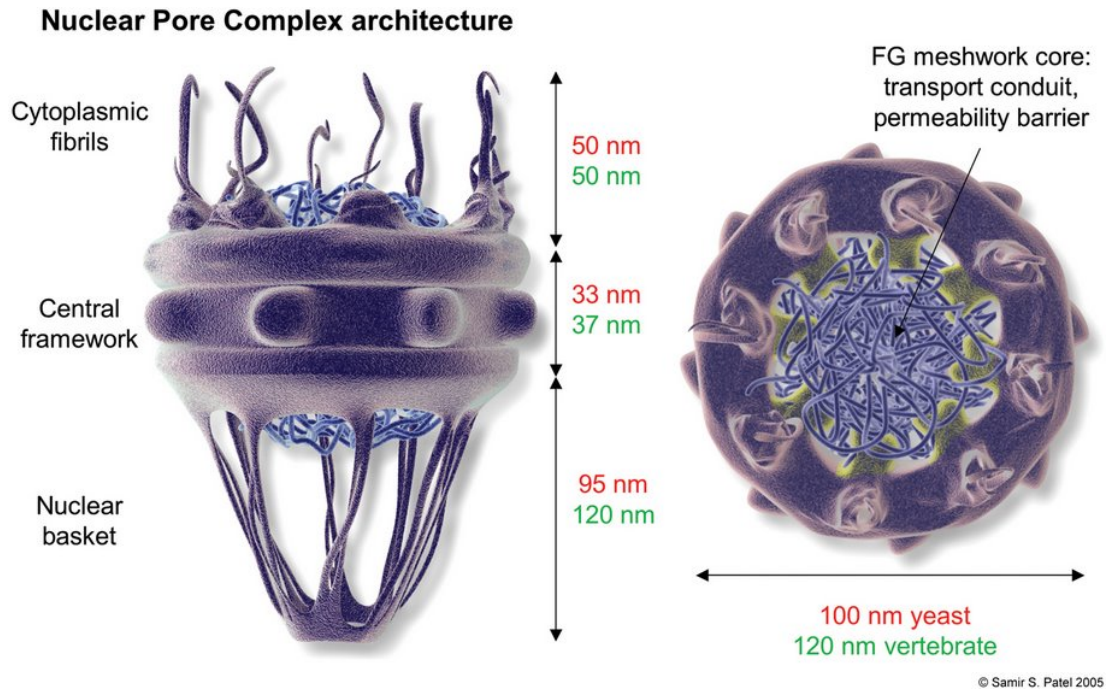 Nuclear Pore Complex architecture
Cytoplasmic
fibrils
50 nm
50 nm
Central
framework
33 nm
37 nm
Nuclear
basket
95 nm
120 nm
FG meshwork core:
transport conduit,
permeability barrier
100 nm yeast
120 nm vertebrate
© Samir S. Patel 2005